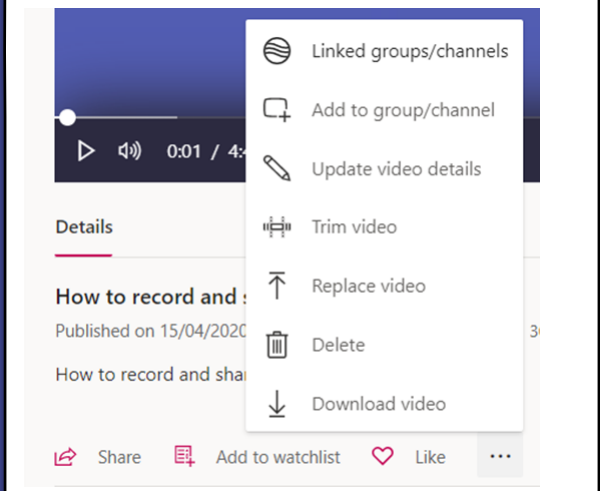 Linked groups/channels
Add to group/channel
0:01 / 4:
Update video details
Details
Trim video
How to record and
Replace video
Published on 15/04/2020
Delete
How to record and
Download video
Share
Add to watchlist
Like
...